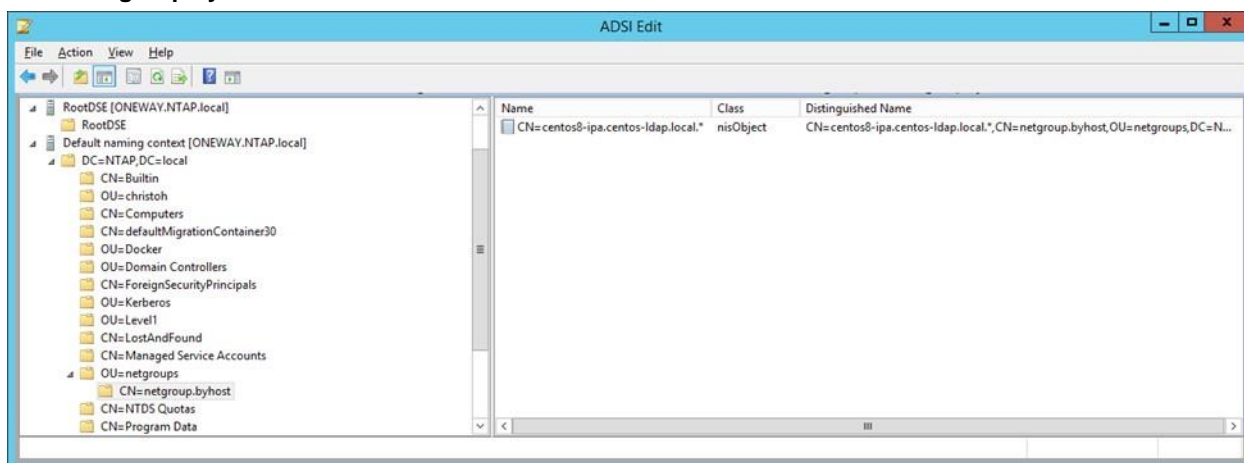 ADSI Edit
File Action View Help
RootDSE [ONEWAY.NTAP.local]
RootDSE
Default naming context [ONEWAY.NTAP.local]
DC=NTAP,DC=local
CN=Builtin
OU=christoh
CN=Computers
CN=defaultMigrationContainer30
OU=Docker
OU=Domain Controllers
CN=ForeignSecurityPrincipals
OU=Kerberos
OU=Level1
CN=LostAndFound
CN=Managed Service Accounts
OU=netgroups
CN=netgroup.byhost
CN=NTDS Quotas
CN=Program Data
Name Class Distinguished Name
CN=centos8-ipa.centos-ldap.local.* nisObject CN=centos8-ipa.centos-ldap.local.*,CN=netgroup.byhost,OU=netgroups,DC=N...